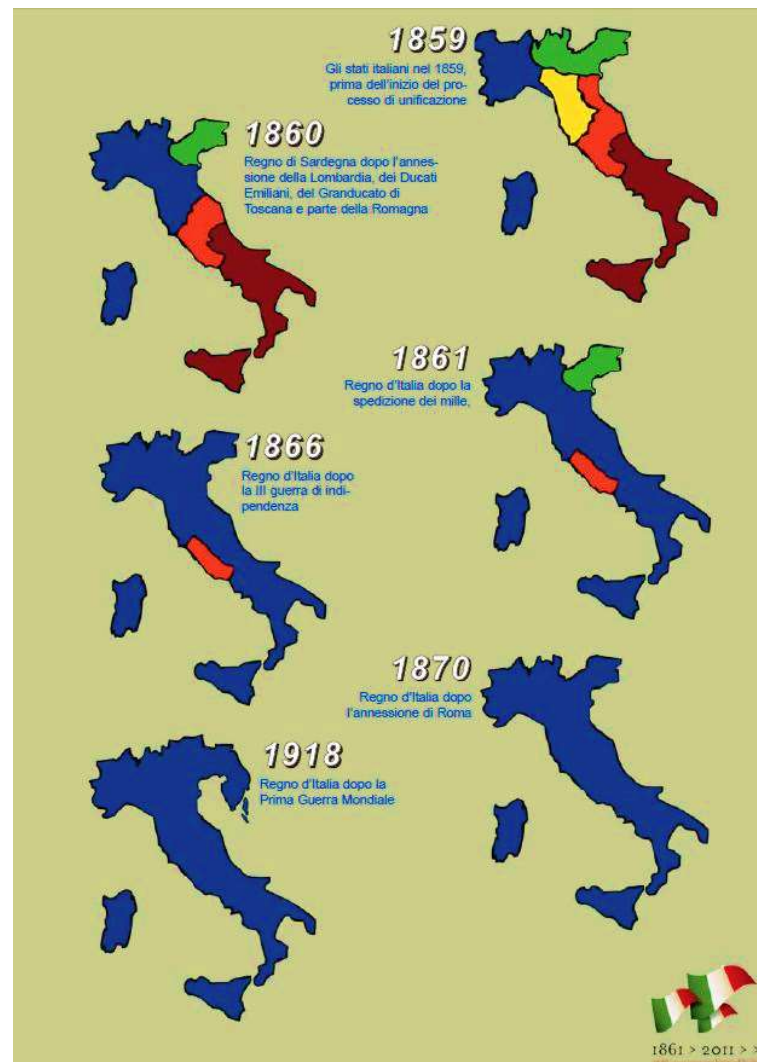 1859
Gli stati italiani nel 1859,
prima dell'inizio del pro-
cesso di unificazione
1860
Regno di Sardegna dopo l'annes-
sione della Lombardia, dei Ducati
Emiliani, del Granducato di
Toscana e parte della Romagna
1861
Regno d'Italia dopo la
spedizione dei mille,
1866
Regno d'Italia dopo
la III guerra di indi-
pendenza
1870
Regno d'Italia dopo
l'annessione di Roma
1918
Regno d'Italia dopo la
Prima Guerra Mondiale
1861 > 2011 > >